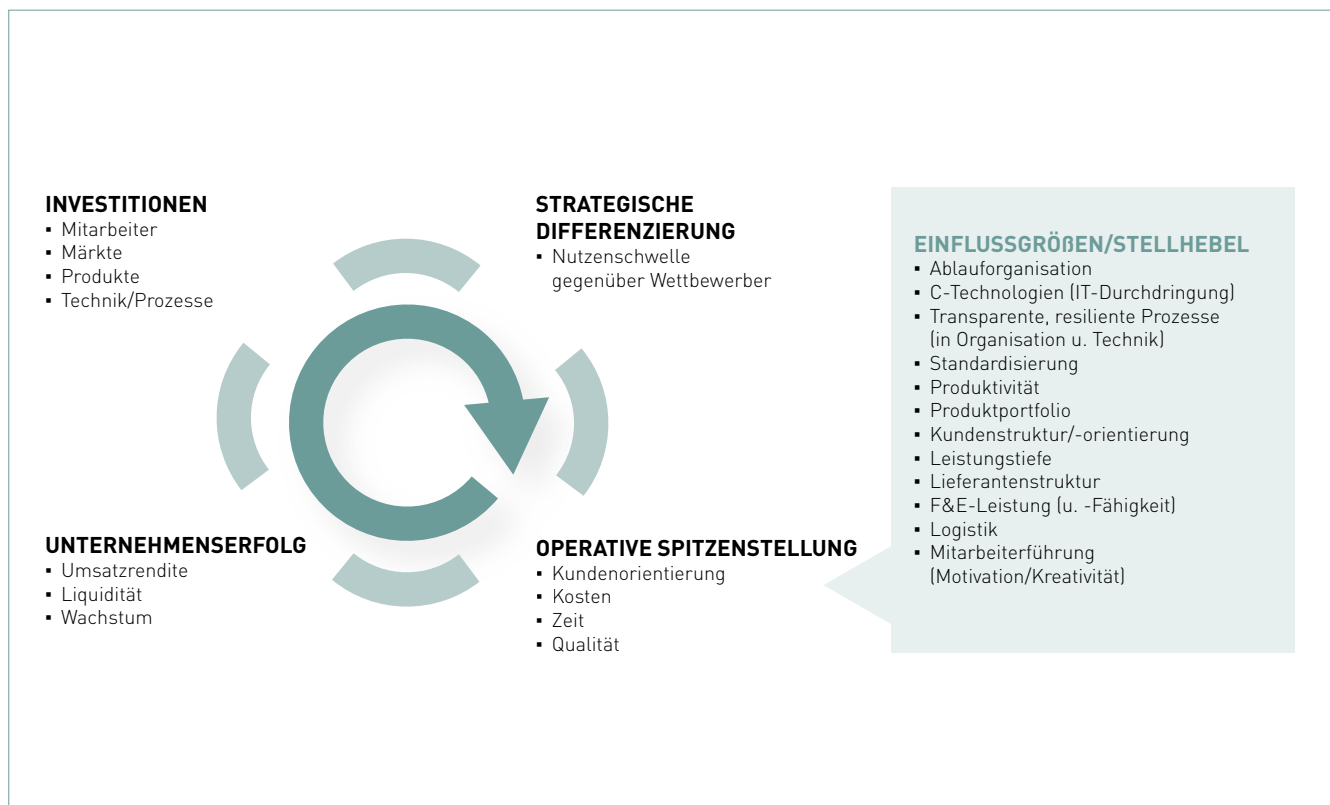 INVESTITIONEN
▪ Mitarbeiter
▪ Märkte
▪ Produkte
▪ Technik/Prozesse
STRATEGISCHE
DIFFERENZIERUNG
▪ Nutzenschwelle
gegenüber Wettbewerber
UNTERNEHMENSERFOLG
▪ Umsatzrendite
▪ Liquidität
▪ Wachstum
OPERATIVE SPITZENSTELLUNG
▪ Kundenorientierung
▪ Kosten
▪ Zeit
▪ Qualität
EINFLUSSGRÖßEN/STELLHEBEL
▪ Ablauforganisation
▪ C-Technologien (IT-Durchdringung)
▪ Transparente, resiliente Prozesse
(in Organisation u. Technik)
▪ Standardisierung
▪ Produktivität
▪ Produktportfolio
▪ Kundenstruktur/-orientierung
▪ Leistungstiefe
▪ Lieferantenstruktur
▪ F&E-Leistung (u. -Fähigkeit)
▪ Logistik
▪ Mitarbeiterführung
(Motivation/Kreativität)